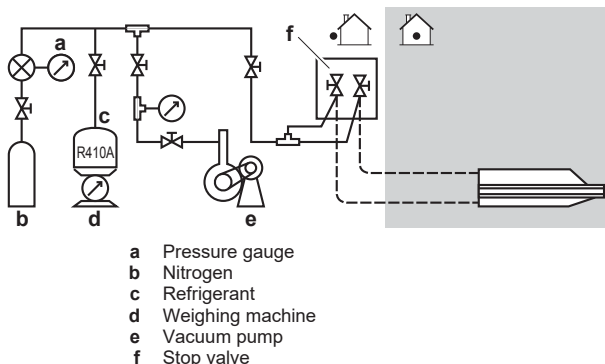 a
f
c
R410A
b
d
e
a Pressure gauge
b Nitrogen
c Refrigerant
d Weighing machine
e Vacuum pump
f Stop valve